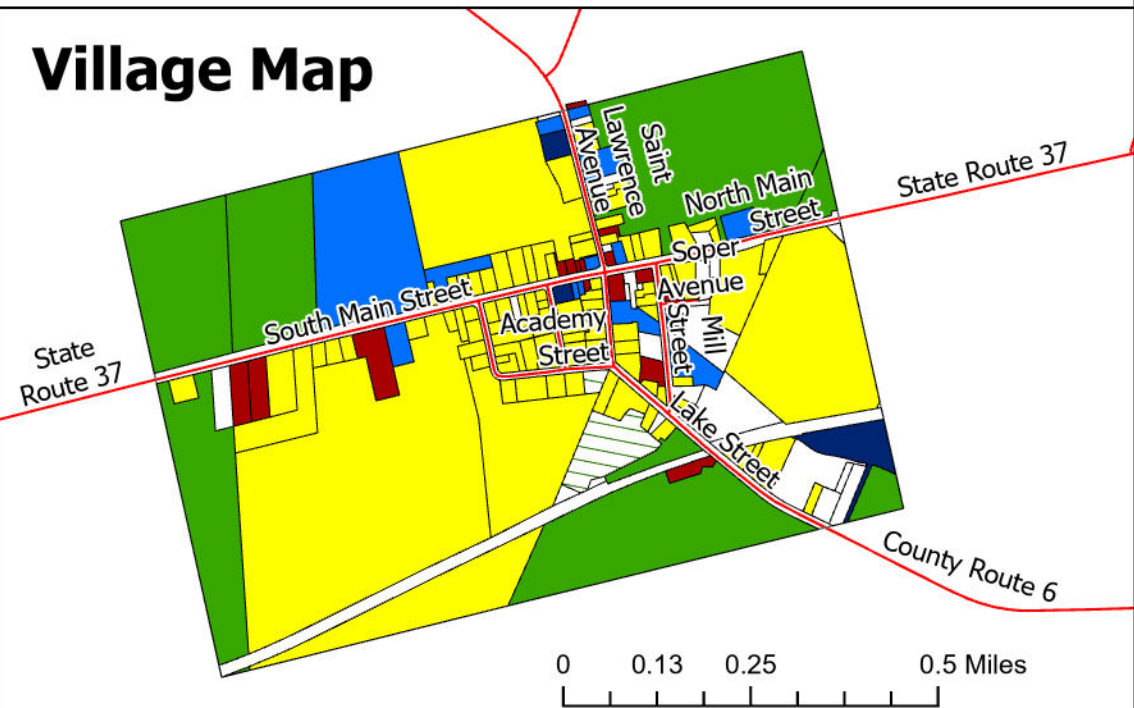 Village Map
Saint
Lawrence
Avenue
North Main
Street
State Route 37
Soper
Avenue
South Main Street
Academy
Street
Mill
Street
State
Route 37
Lake Street
County Route 6
0 0.13 0.25 0.5 Miles